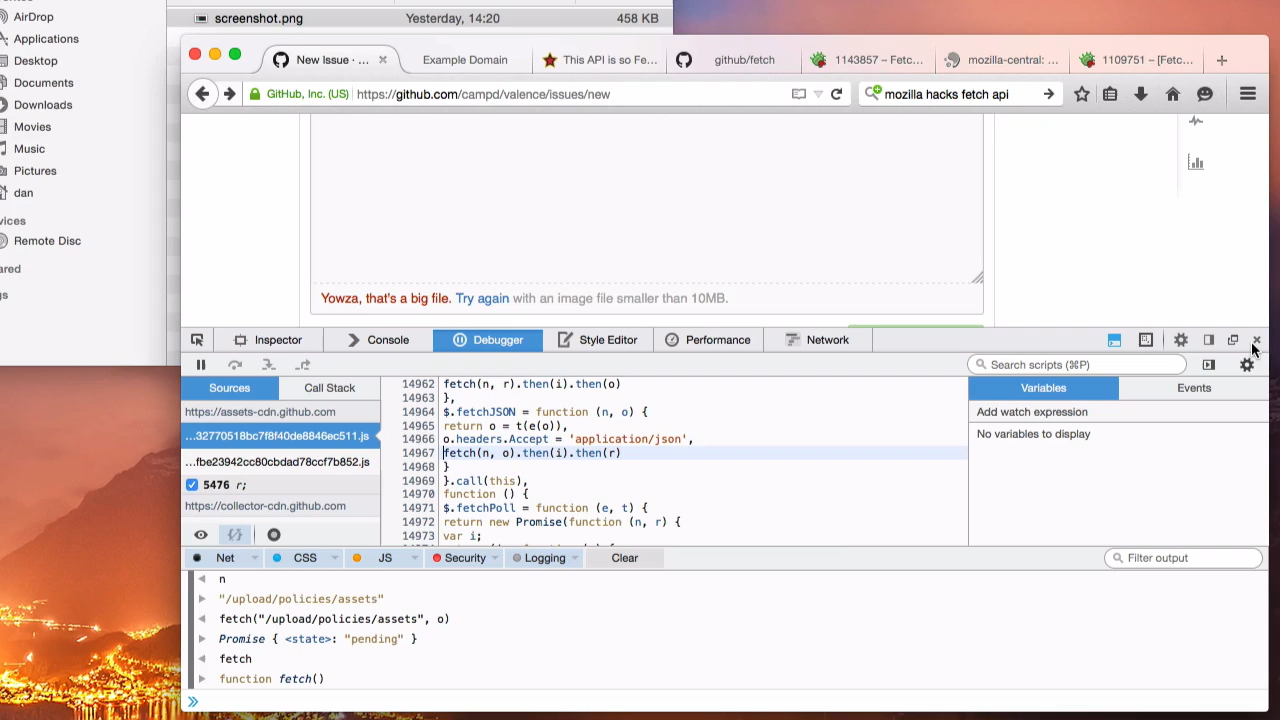 AirDrop
Applications
Desktop
Documents
Downloads
Movies
Music
Pictures
dan
vices
Remote Disc
ared
gs
screenshot.png Yesterday, 14:20 458 KB
New Issue · ... Example Domain This API is so Fe... github/fetch 1143857 – Fetc... mozilla-central: ... 1109751 – [Fetc...
GitHub, Inc. (US) https://github.com/campd/valence/issues/new mozilla hacks fetch api
Yowza, that's a big file. Try again with an image file smaller than 10MB.
Inspector Console Debugger Style Editor Performance Network
Search scripts (⌘P)
Sources Call Stack
https://assets-cdn.github.com
...32770518bc7f8f40de8846ec511.js
...fbe23942cc80cbdad78ccf7b852.js
5476 r;
https://collector-cdn.github.com
14962 fetch(n, r).then(i).then(o)
14963 },
14964 $.fetchJSON = function (n, o) {
14965 return o = t(e(o)),
14966 o.headers.Accept = 'application/json',
14967 fetch(n, o).then(i).then(r)
14968 }
14969 }.call(this),
14970 function () {
14971 $.fetchPoll = function (e, t) {
14972 return new Promise(function (n, r) {
14973 var i;
Variables Events
Add watch expression
No variables to display
Net CSS JS Security Logging Clear Filter output
n
"/upload/policies/assets"
fetch("/upload/policies/assets", o)
Promise { <state>: "pending" }
fetch
function fetch()